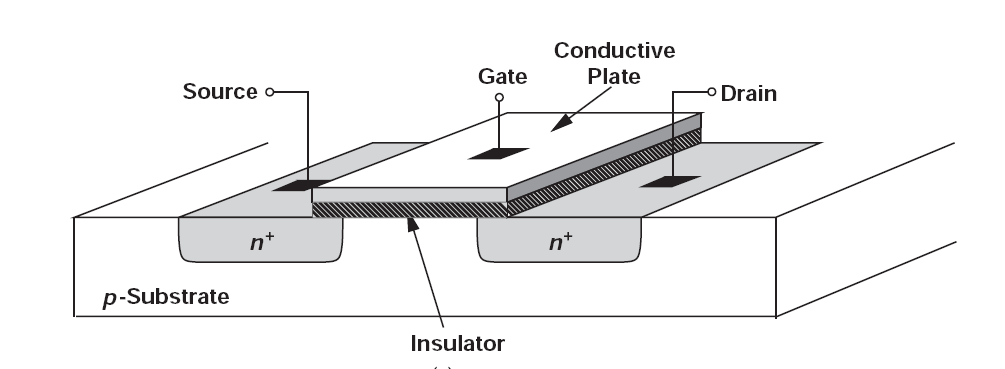 Conductive
Plate
Gate
Source
Drain
n+
n+
p-Substrate
Insulator